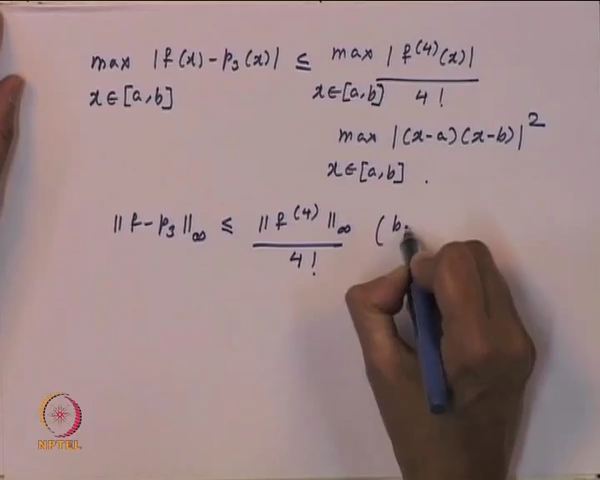 max |f(x) - p₃(x)| ≤ max |f⁽⁴⁾(x)|
x∈[a,b] x∈[a,b] 4!
max |(x-a)(x-b)|²
x∈[a,b] .
||f-p₃||∞ ≤ ||f⁽⁴⁾||∞ (b
4!
NPTEL